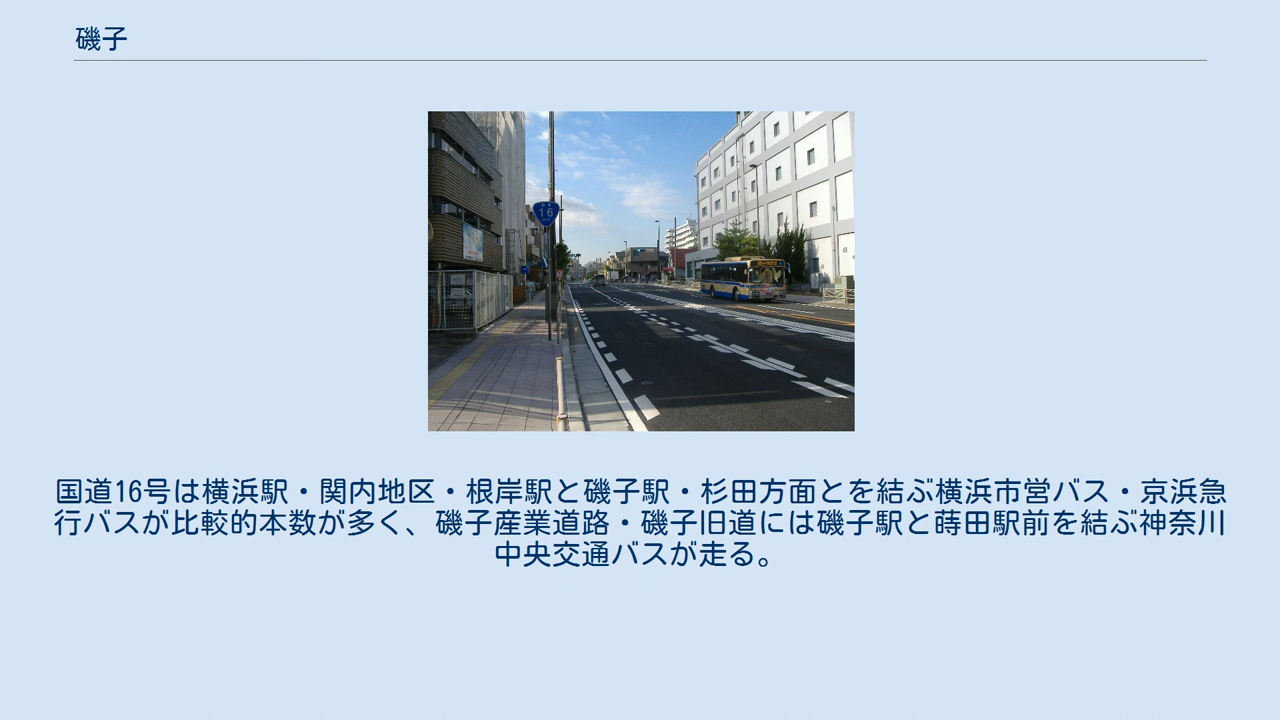 磯子
16
国道16号は横浜駅・関内地区・根岸駅と磯子駅・杉田方面とを結ぶ横浜市営バス・京浜急
行バスが比較的本数が多く、磯子産業道路・磯子旧道には磯子駅と蒔田駅前を結ぶ神奈川
中央交通バスが走る。